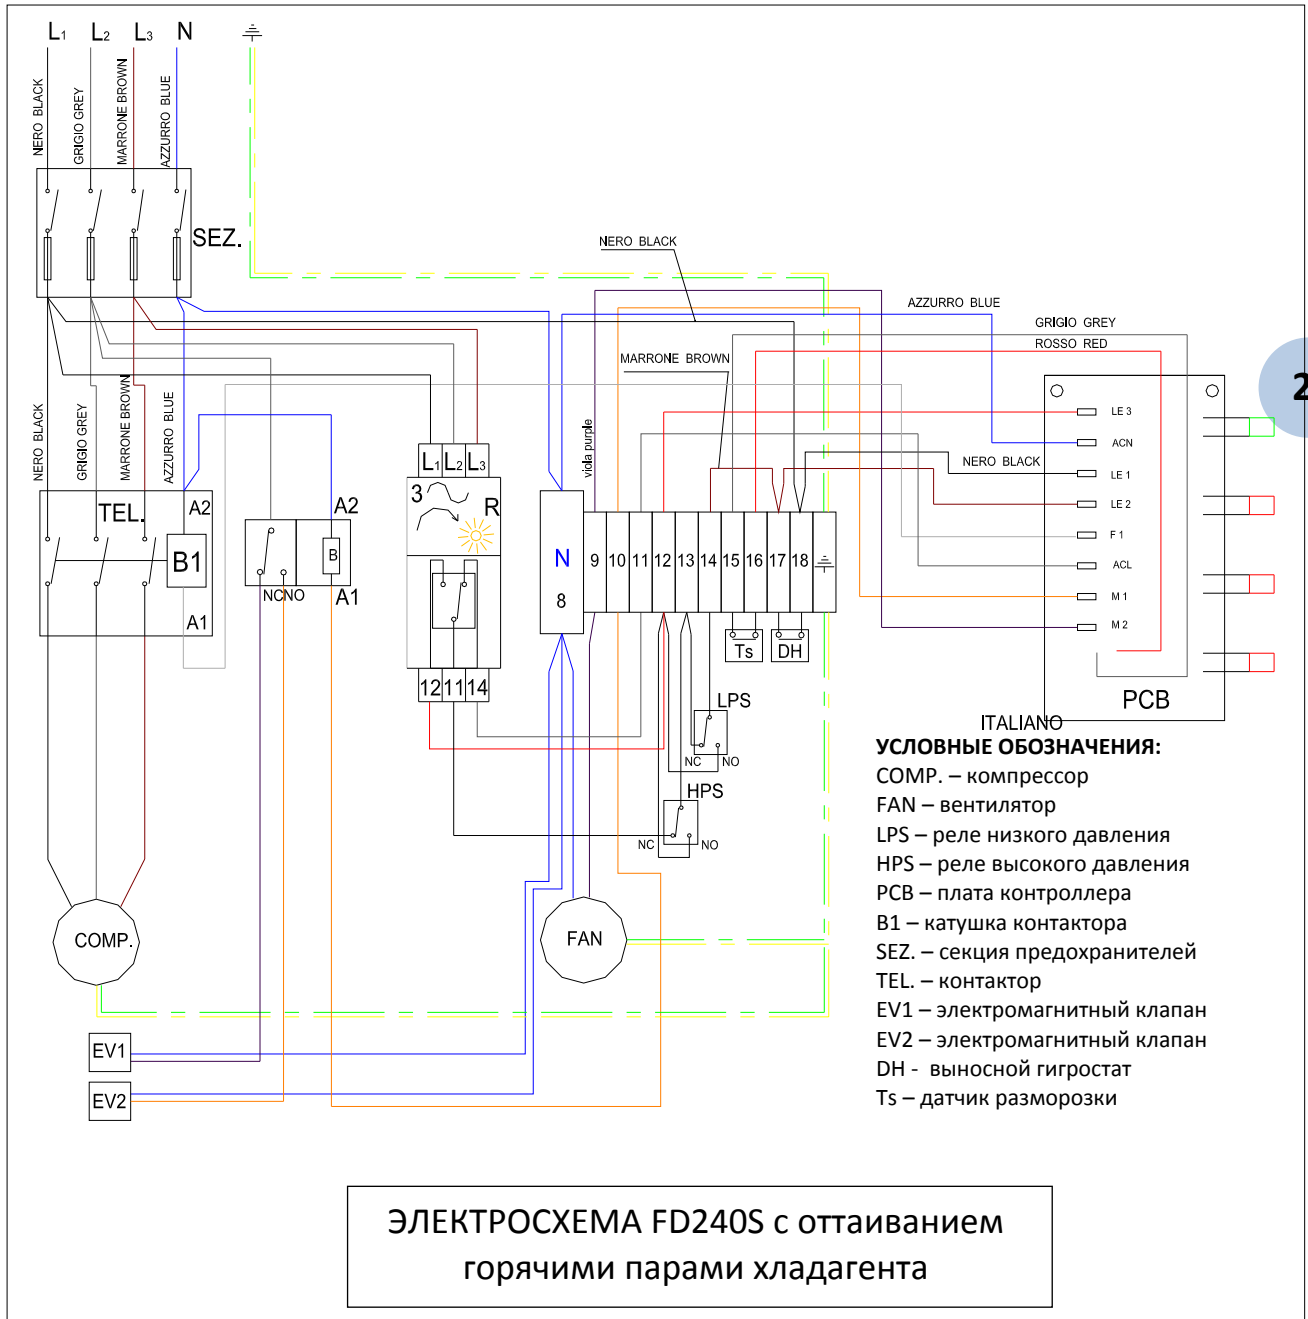 L1 L2 L3 N
NERO BLACK
GRIGIO GREY
MARRONE BROWN
AZZURRO BLUE
SEZ.
NERO BLACK
AZZURRO BLUE
GRIGIO GREY
ROSSO RED
MARRONE BROWN
2
NERO BLACK
GRIGIO GREY
MARRONE BROWN
AZZURRO BLUE
viola purple
NERO BLACK
LE 3
ACN
LE 1
LE 2
F 1
ACL
M 1
M 2
PCB
TEL. A2
B1
A1
A2
B
NC NO A1
L1 L2 L3
3 R
12 11 14
N
8
9 10 11 12 13 14 15 16 17 18
Ts DH
LPS
NC NO
HPS
NC NO
COMP.
FAN
EV1
EV2
ITALIANO
УСЛОВНЫЕ ОБОЗНАЧЕНИЯ:
COMP. – компрессор
FAN – вентилятор
LPS – реле низкого давления
HPS – реле высокого давления
PCB – плата контроллера
B1 – катушка контактора
SEZ. – секция предохранителей
TEL. – контактор
EV1 – электромагнитный клапан
EV2 – электромагнитный клапан
DH - выносной гигростат
Ts – датчик разморозки
ЭЛЕКТРОСХЕМА FD240S с оттаиванием
горячими парами хладагента